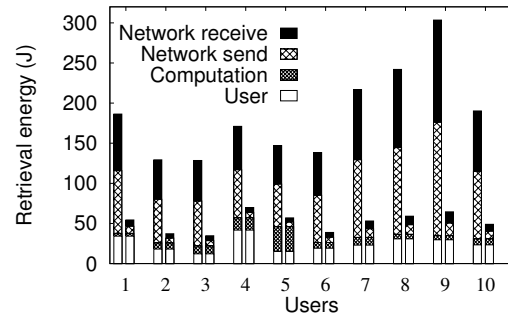 Retrieval energy (J)
300
250
200
150
100
50
0
Network receive
Network send
Computation
User
1 2 3 4 5 6 7 8 9 10
Users